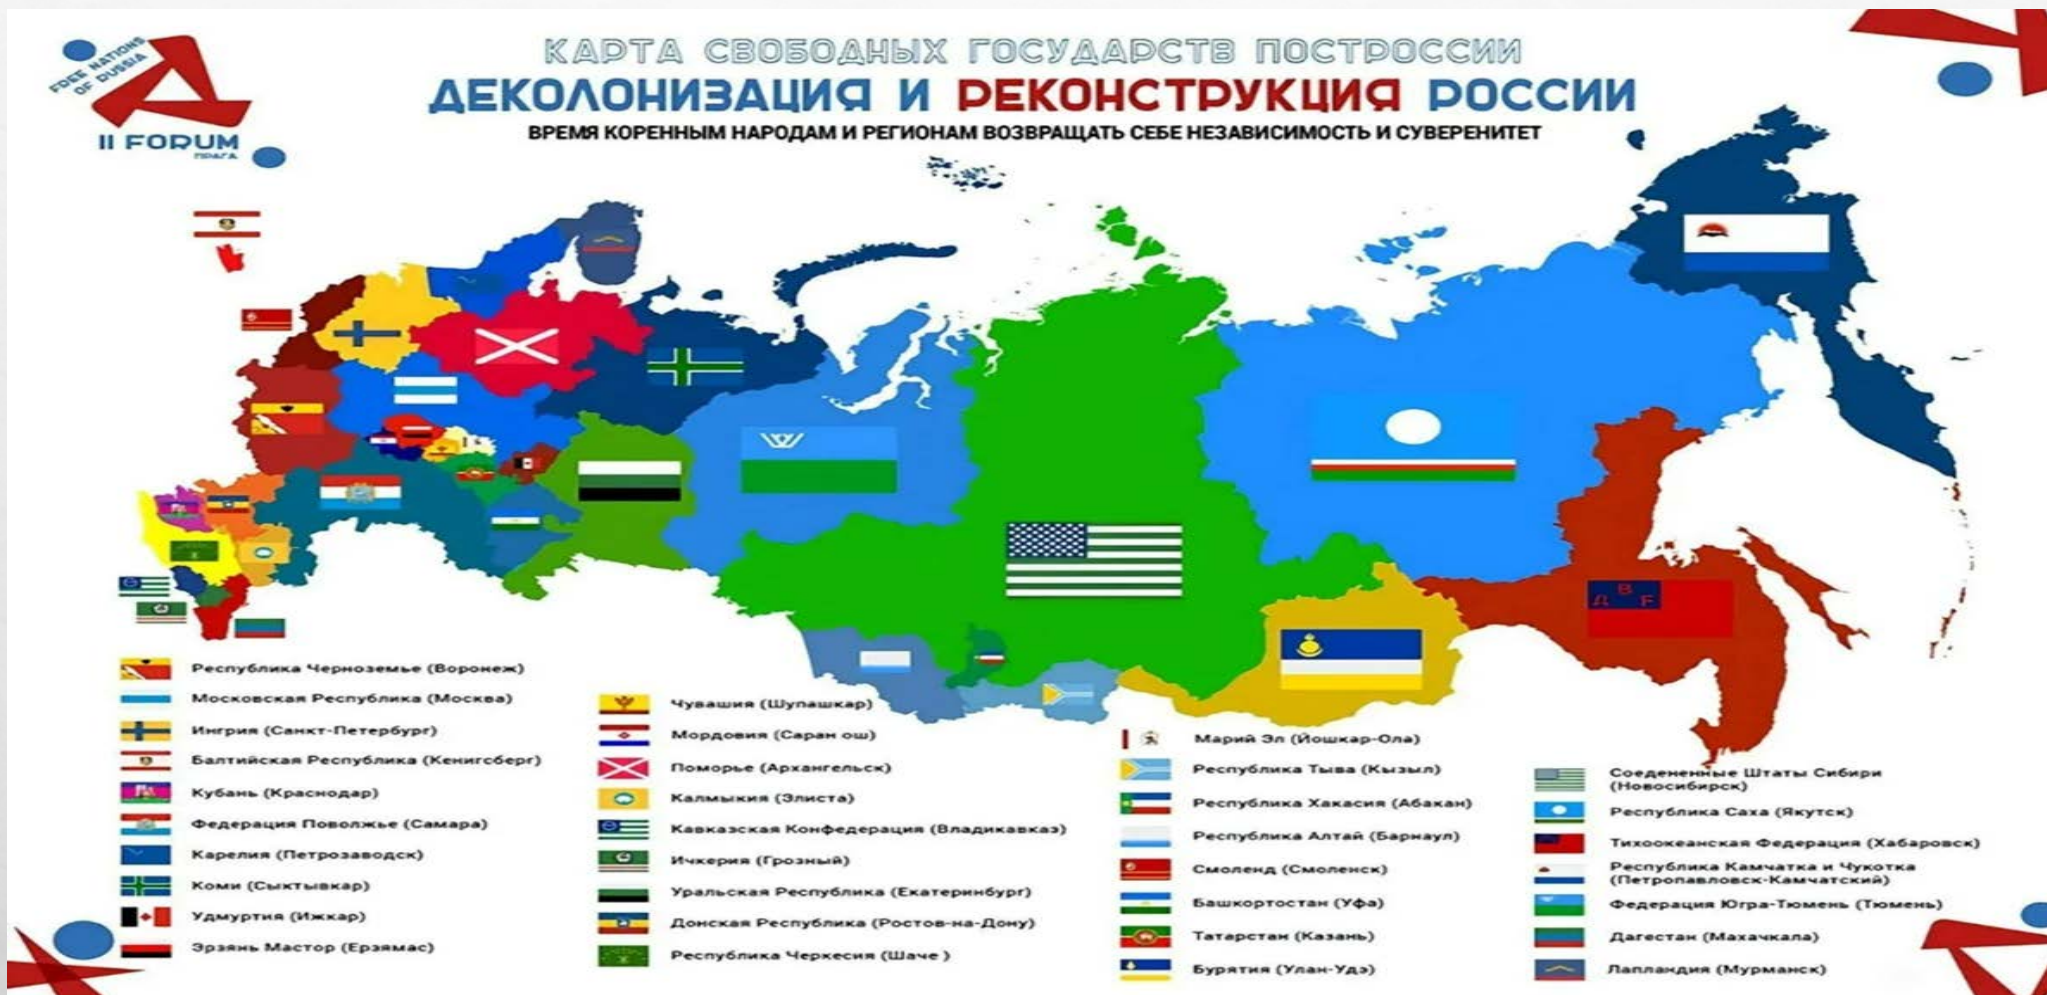 FREE NATIONS
OF RUSSIA
II FORUM
ПРАГА
КАРТА СВОБОДНЫХ ГОСУДАРСТВ ПОСТРОССИИ
ДЕКОЛОНИЗАЦИЯ И РЕКОНСТРУКЦИЯ РОССИИ
ВРЕМЯ КОРЕННЫМ НАРОДАМ И РЕГИОНАМ ВОЗВРАЩАТЬ СЕБЕ НЕЗАВИСИМОСТЬ И СУВЕРЕНИТЕТ
Д В Р
Республика Черноземье (Воронеж)
Московская Республика (Москва)
Ингрия (Санкт-Петербург)
Балтийская Республика (Кенигсберг)
Кубань (Краснодар)
Федерация Поволжье (Самара)
Карелия (Петрозаводск)
Коми (Сыктывкар)
Удмуртия (Ижкар)
Эрзянь Мастор (Ерзямас)
Чувашия (Шупашкар)
Мордовия (Саран ош)
Поморье (Архангельск)
Калмыкия (Элиста)
Кавказская Конфедерация (Владикавказ)
Ичкерия (Грозный)
Уральская Республика (Екатеринбург)
Донская Республика (Ростов-на-Дону)
Республика Черкесия (Шаче )
Марий Эл (Йошкар-Ола)
Республика Тыва (Кызыл)
Республика Хакасия (Абакан)
Республика Алтай (Барнаул)
Смоленд (Смоленск)
Башкортостан (Уфа)
Татарстан (Казань)
Бурятия (Улан-Удэ)
Соедененные Штаты Сибири
(Новосибирск)
Республика Саха (Якутск)
Тихоокеанская Федерация (Хабаровск)
Республика Камчатка и Чукотка
(Петропавловск-Камчатский)
Федерация Югра-Тюмень (Тюмень)
Дагестан (Махачкала)
Лапландия (Мурманск)